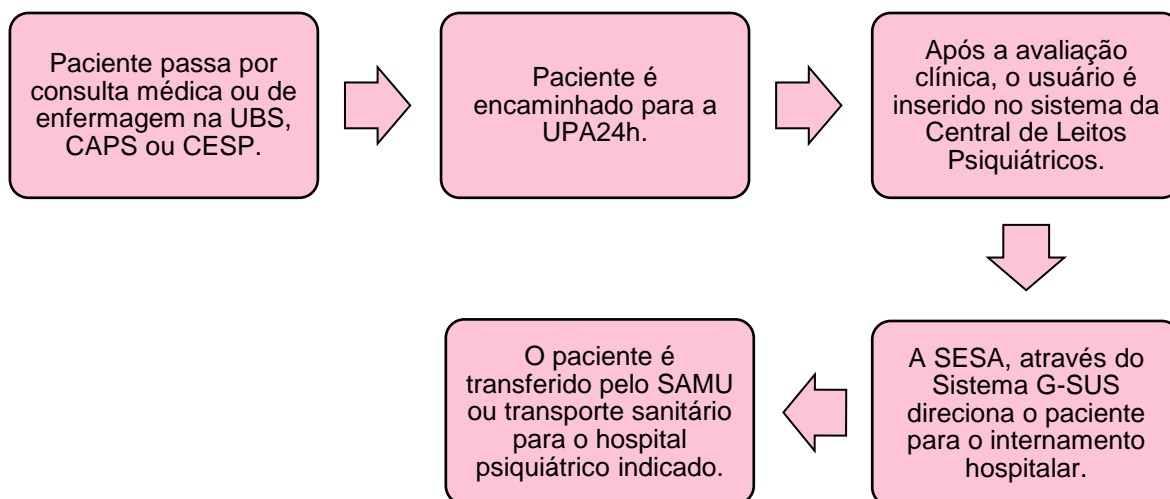 Paciente passa por
consulta médica ou de
enfermagem na UBS,
CAPS ou CESP.
Paciente é
encaminhado para a
UPA24h.
Após a avaliação
clínica, o usuário é
inserido no sistema da
Central de Leitos
Psiquiátricos.
A SESA, através do
Sistema G-SUS
direciona o paciente
para o internamento
hospitalar.
O paciente é
transferido pelo SAMU
ou transporte sanitário
para o hospital
psiquiátrico indicado.